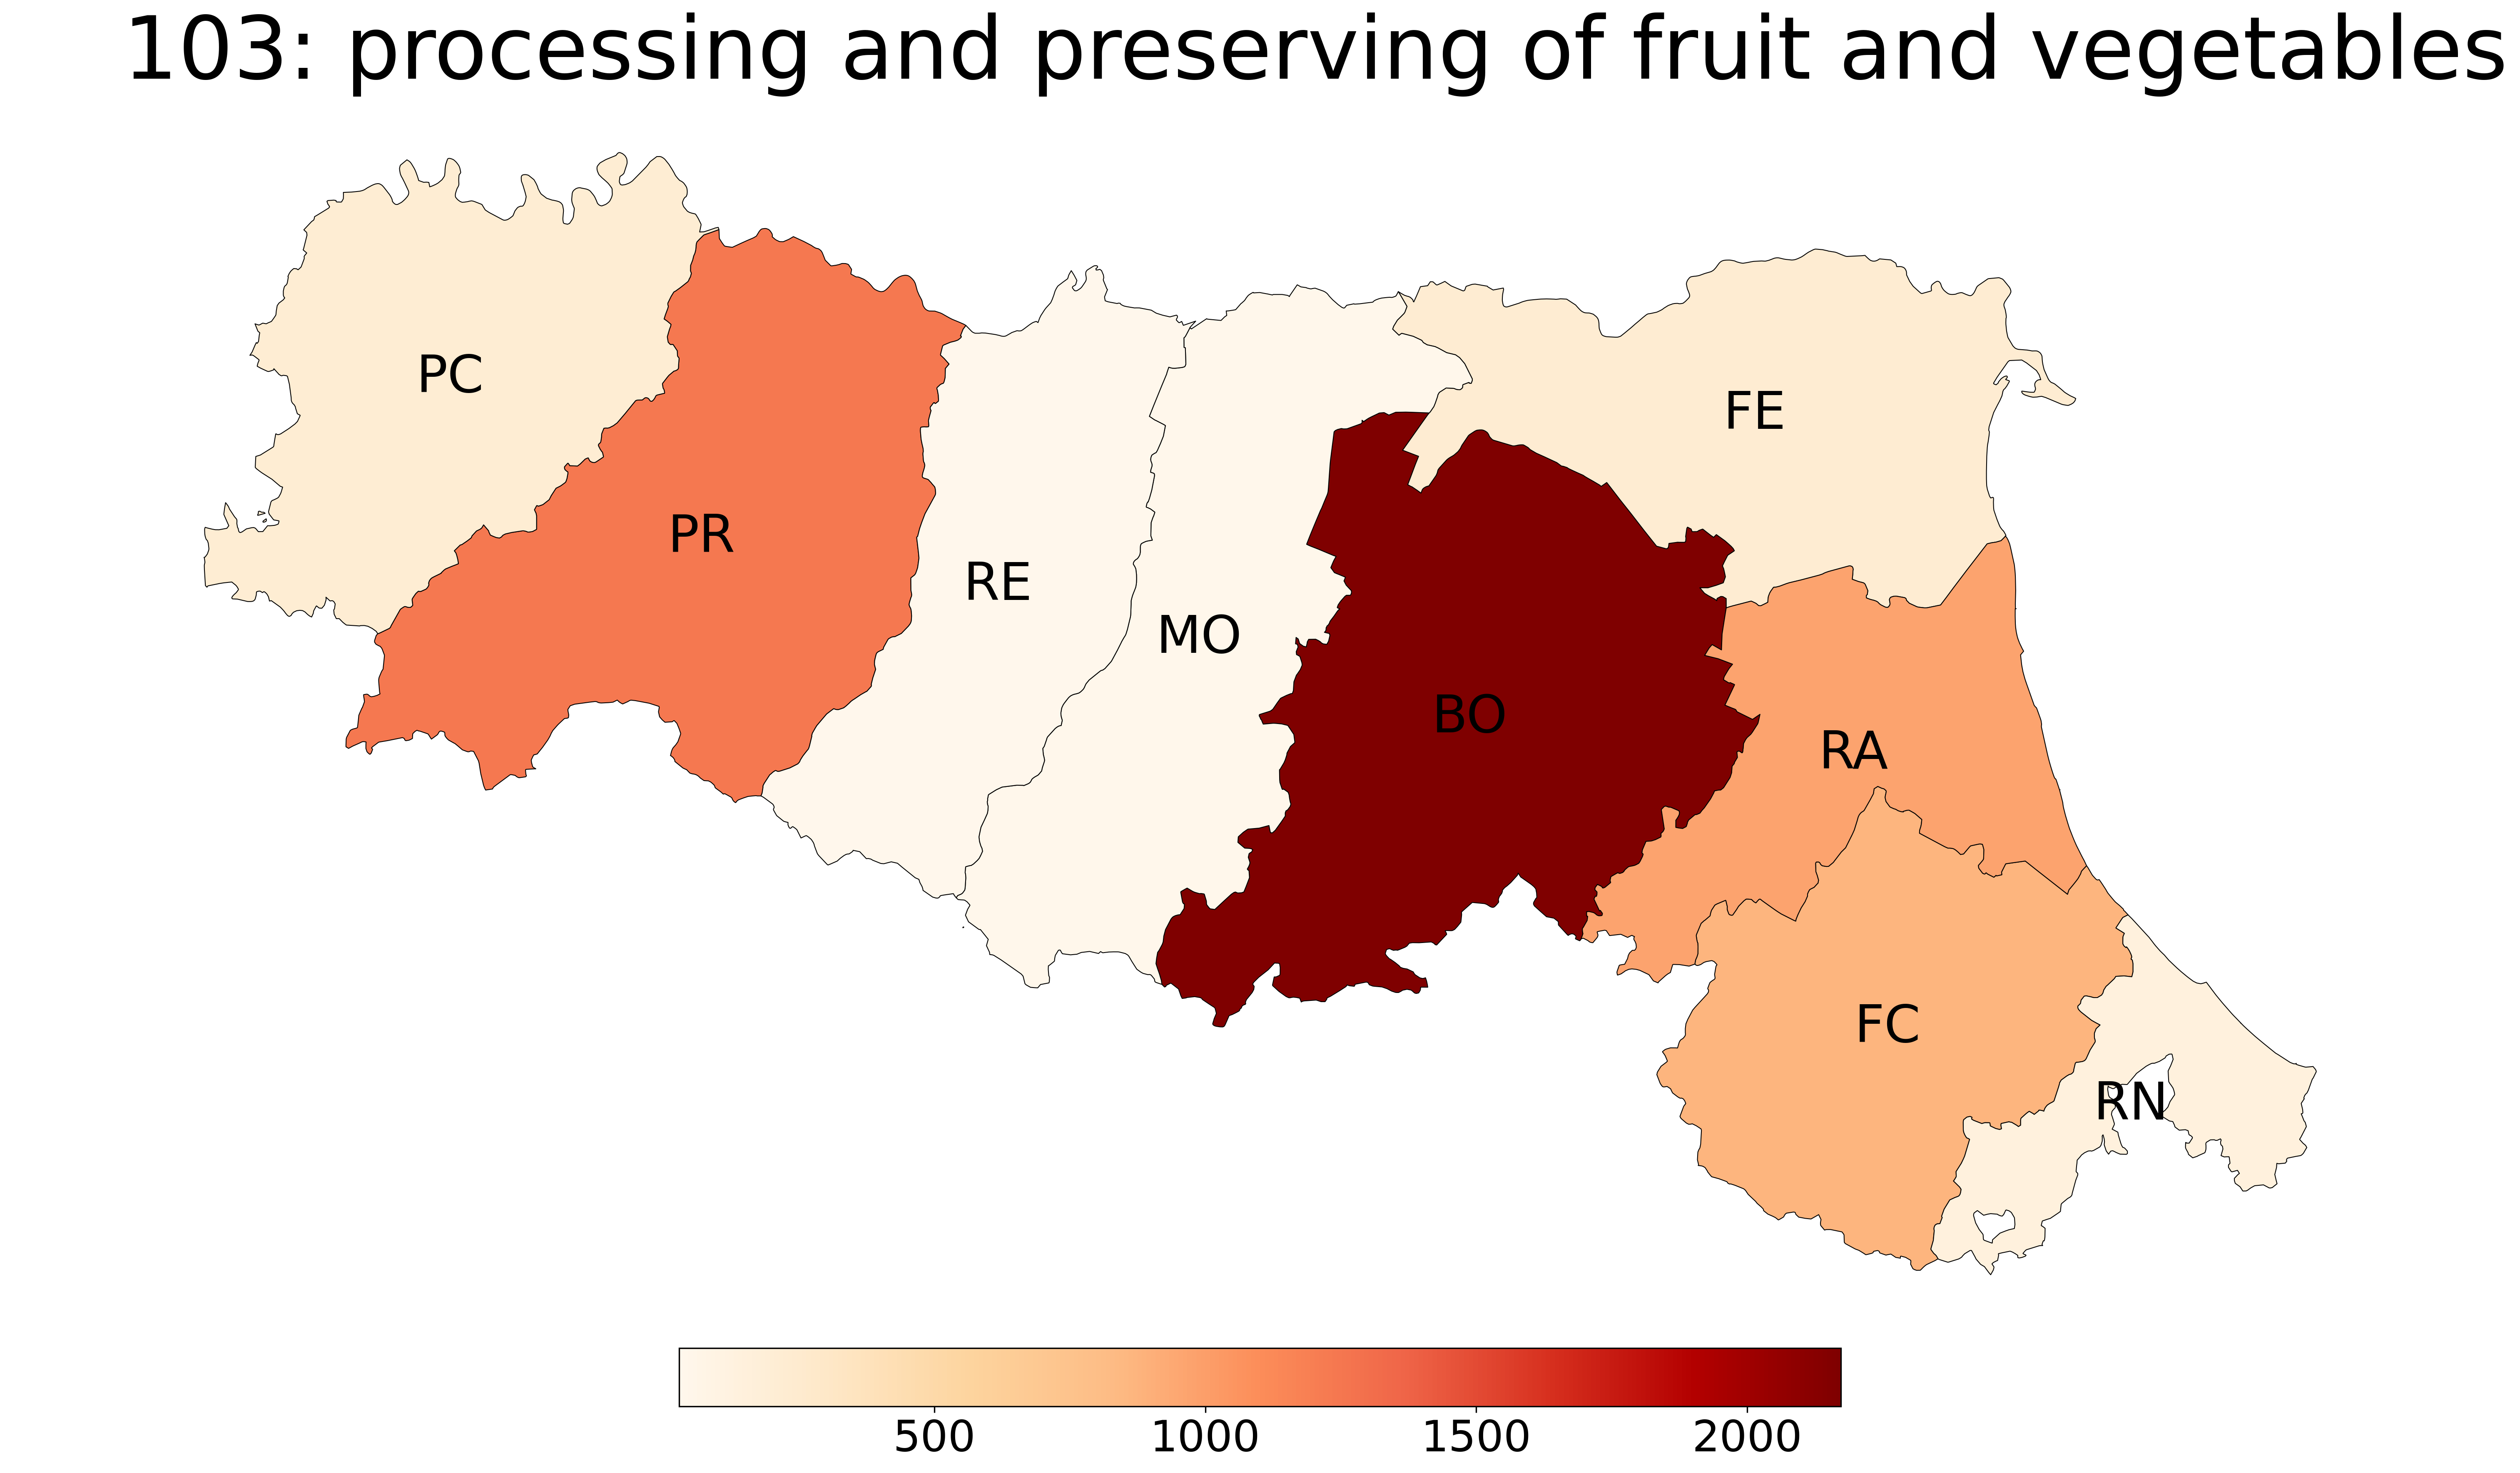 103: processing and preserving of fruit and vegetables
PC
FE
PR
RE
MO
BO
RA
FC
RN
500 1000 1500 2000